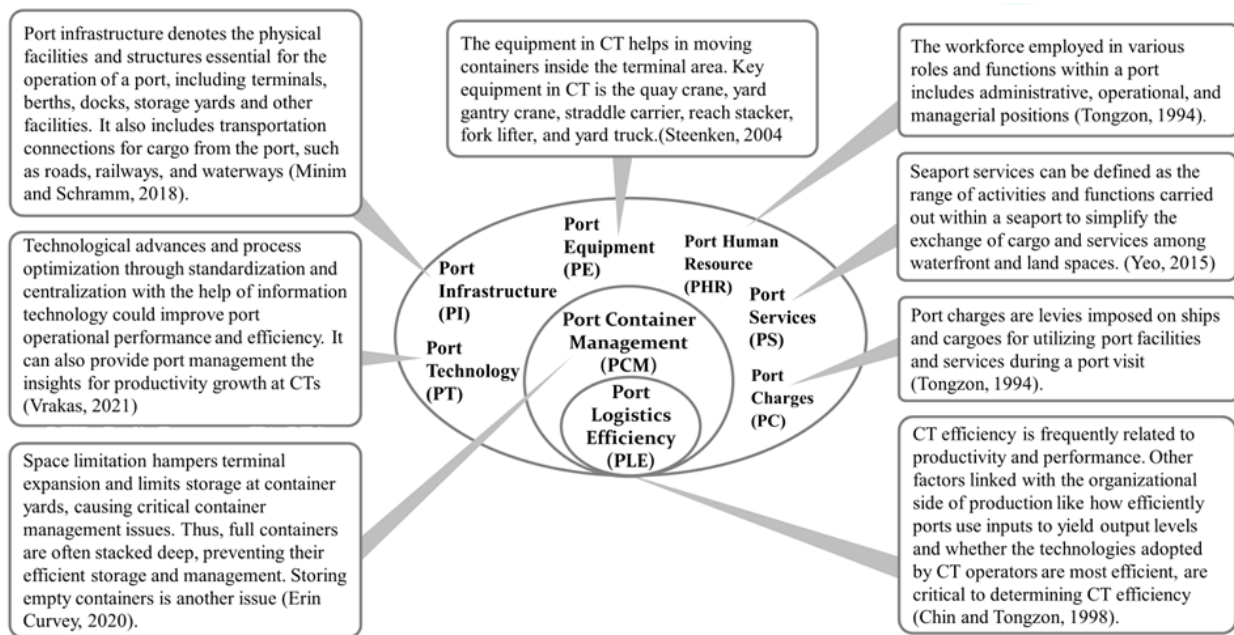 Port infrastructure denotes the physical
facilities and structures essential for the
operation of a port, including terminals,
berths, docks, storage yards and other
facilities. It also includes transportation
connections for cargo from the port, such
as roads, railways, and waterways (Minim
and Schramm, 2018).
The equipment in CT helps in moving
containers inside the terminal area. Key
equipment in CT is the quay crane, yard
gantry crane, straddle carrier, reach stacker,
fork lifter, and yard truck.(Steenken, 2004
The workforce employed in various
roles and functions within a port
includes administrative, operational, and
managerial positions (Tongzon, 1994).
Seaport services can be defined as the
range of activities and functions carried
out within a seaport to simplify the
exchange of cargo and services among
waterfront and land spaces. (Yeo, 2015)
Technological advances and process
optimization through standardization and
centralization with the help of information
technology could improve port
operational performance and efficiency. It
can also provide port management the
insights for productivity growth at CTs
(Vrakas, 2021)
Port
Infrastructure
(PI)
Port
Equipment
(PE)
Port Human
Resource
(PHR)
Port
Services
(PS)
Port
Technology
(PT)
Port Container
Management
(PCM)
Port
Charges
(PC)
Port
Logistics
Efficiency
(PLE)
Port charges are levies imposed on ships
and cargoes for utilizing port facilities
and services during a port visit
(Tongzon, 1994).
Space limitation hampers terminal
expansion and limits storage at container
yards, causing critical container
management issues. Thus, full containers
are often stacked deep, preventing their
efficient storage and management. Storing
empty containers is another issue (Erin
Curvey, 2020).
CT efficiency is frequently related to
productivity and performance. Other
factors linked with the organizational
side of production like how efficiently
ports use inputs to yield output levels
and whether the technologies adopted
by CT operators are most efficient, are
critical to determining CT efficiency
(Chin and Tongzon, 1998).